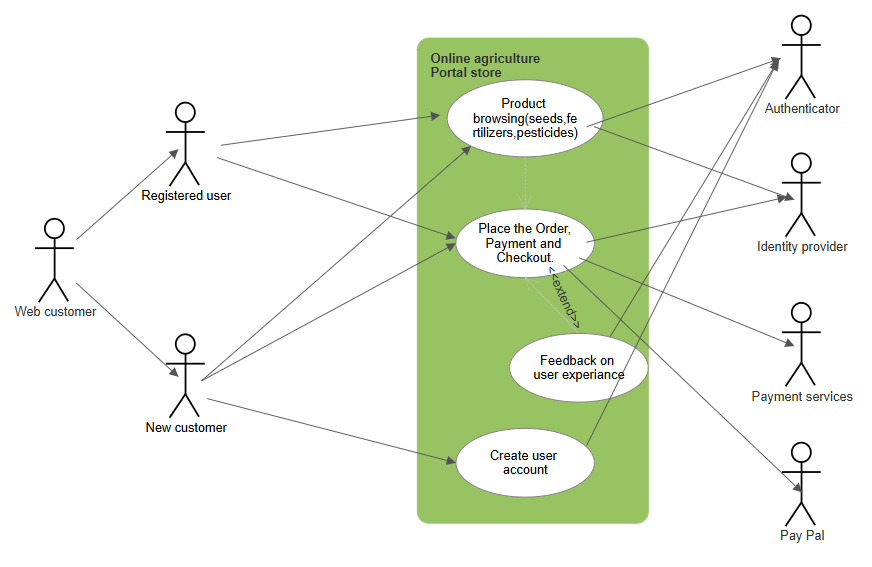 Online agriculture
Portal store
Product
browsing(seeds,fe
rtilizers,pesticides)
Authenticator
Registered user
Place the Order,
Payment and
Checkout.
Identity provider
<<extend>>
Web customer
Feedback on
user experiance
Payment services
New customer
Create user
account
Pay Pal